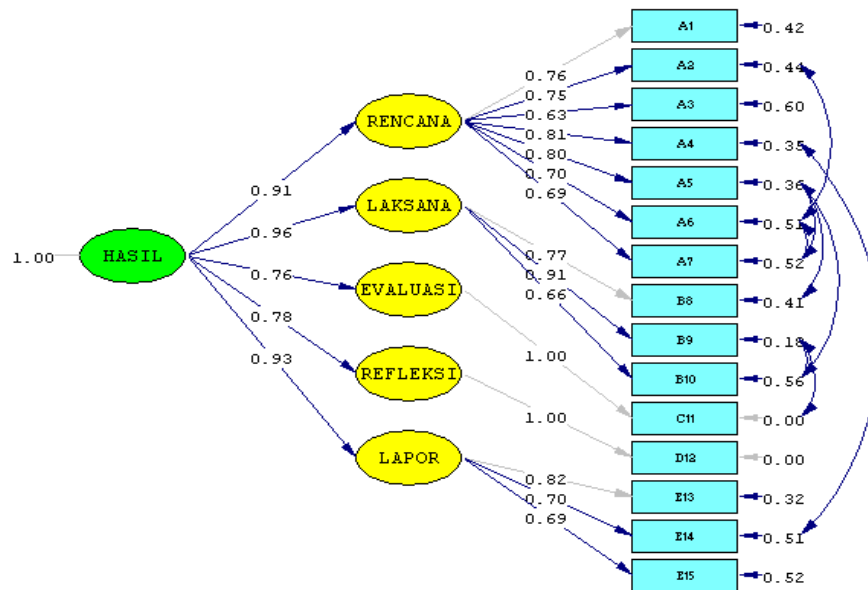 A1 0.42
A2 0.44
0.76
0.75
A3 0.60
0.63
RENCANA
0.81
A4 0.35
0.80
A5 0.36
0.70
0.91
0.69
LAKSANA
A6 0.51
0.96
0.77
A7 0.52
1.00 HASIL
0.76
0.91
0.66
EVALUASI
B8 0.41
0.78
B9 0.18
0.93
1.00
REFLEKSI
B10 0.56
1.00
C11 0.00
LAPOR
D12 0.00
0.82
0.70
E13 0.32
0.69
E14 0.51
E15 0.52